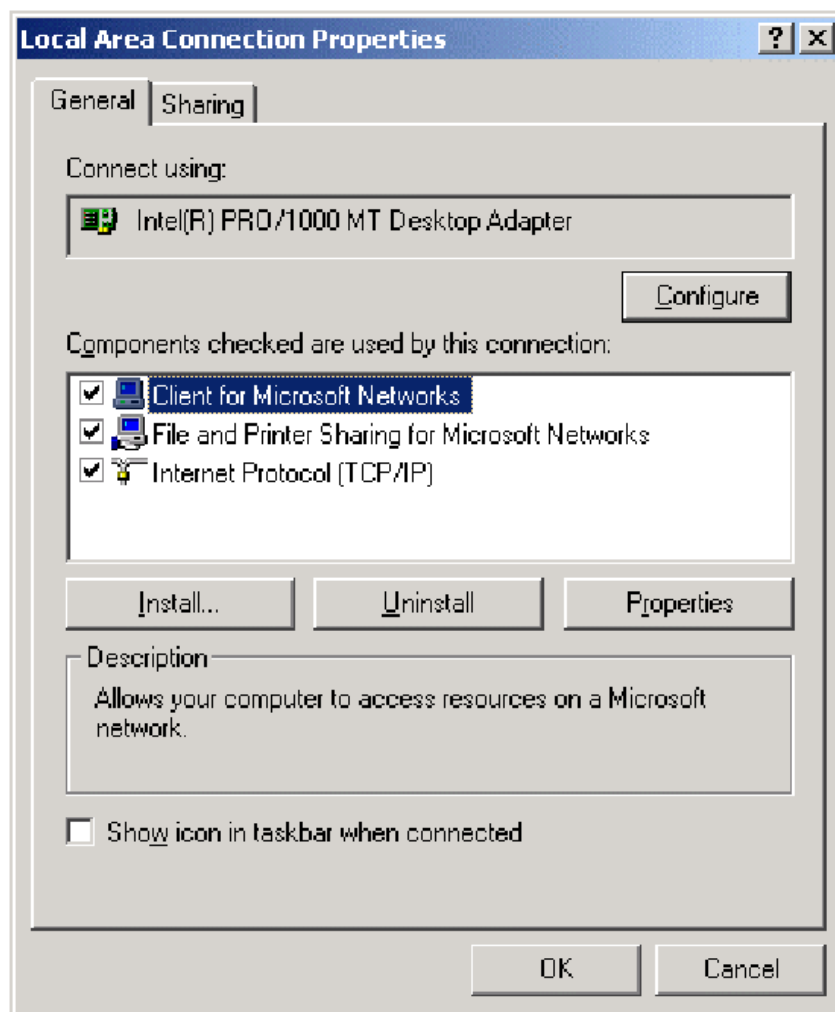 Local Area Connection Properties
General
Sharing
Connect using:
Intel(R) PRO/1000 MT Desktop Adapter
Configure
Components checked are used by this connection:
Client for Microsoft Networks
File and Printer Sharing for Microsoft Networks
Internet Protocol (TCP/IP)
Install...
Uninstall
Properties
Description
Allows your computer to access resources on a Microsoft
network.
Show icon in taskbar when connected
OK
Cancel